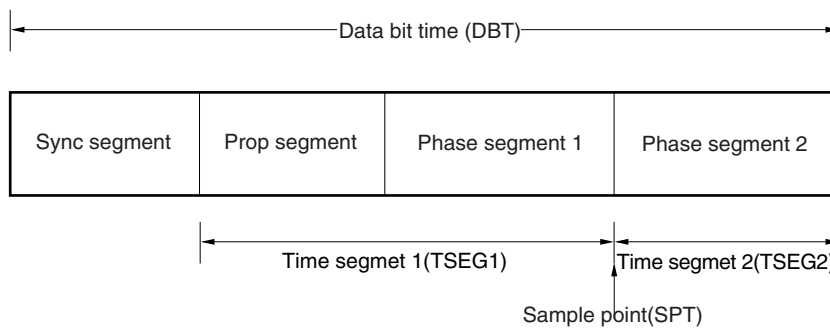 Data bit time (DBT)
Sync segment
Prop segment
Phase segment 1
Phase segment 2
Time segmet 1(TSEG1)
Time segmet 2(TSEG2)
Sample point(SPT)